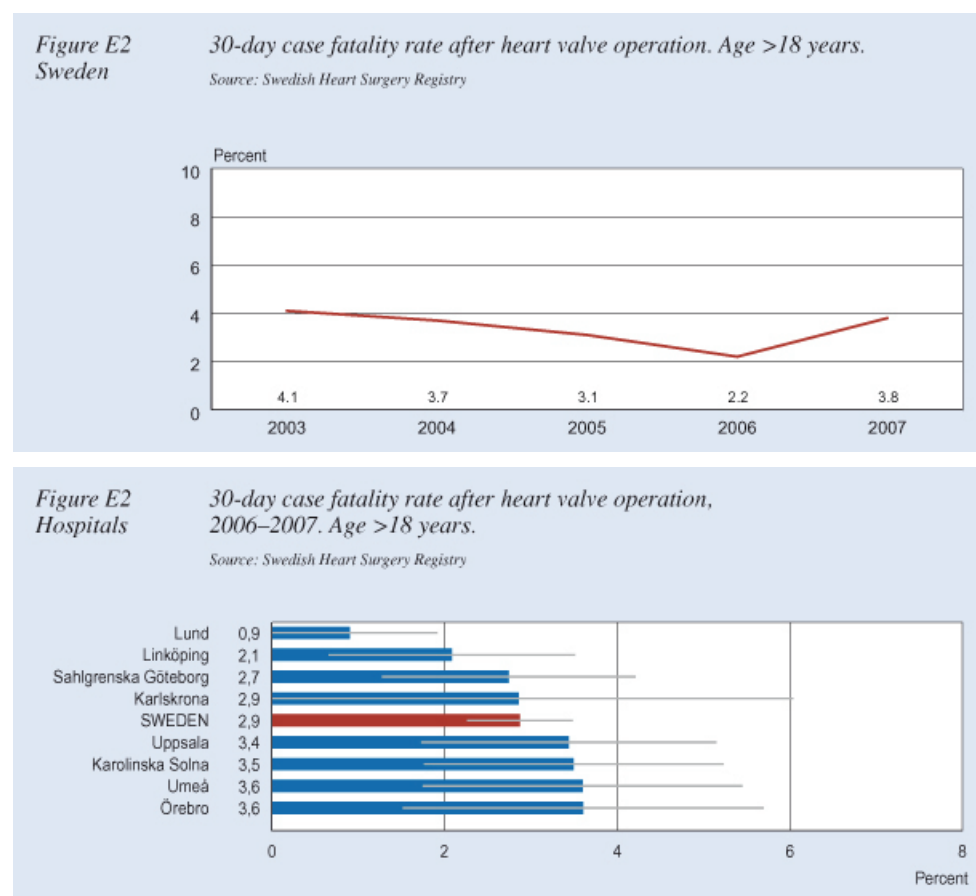 Figure E2
Sweden
30-day case fatality rate after heart valve operation. Age >18 years.
Source: Swedish Heart Surgery Registry
Percent
10
8
6
4
2
0
4.1 3.7 3.1 2.2 3.8
2003 2004 2005 2006 2007
Figure E2
Hospitals
30-day case fatality rate after heart valve operation,
2006–2007. Age >18 years.
Source: Swedish Heart Surgery Registry
Lund 0,9
Linköping 2,1
Sahlgrenska Göteborg 2,7
Karlskrona 2,9
SWEDEN 2,9
Uppsala 3,4
Karolinska Solna 3,5
Umeå 3,6
Örebro 3,6
0 2 4 6 8
Percent